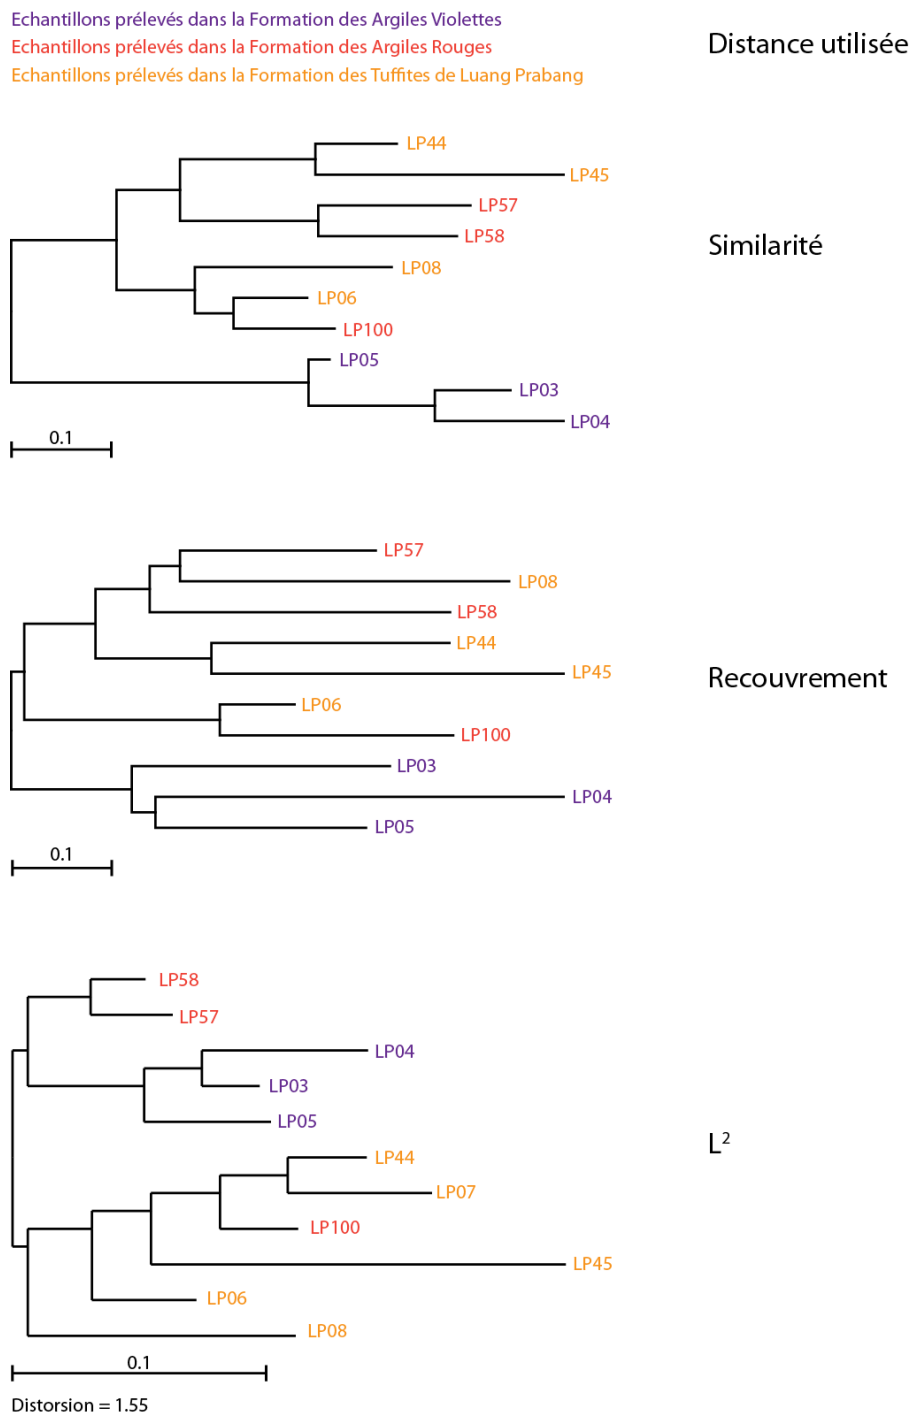 Echantillons prélevés dans la Formation des Argiles Violettes
Echantillons prélevés dans la Formation des Argiles Rouges
Echantillons prélevés dans la Formation des Tuffites de Luang Prabang
Distance utilisée
LP44
LP45
LP57
LP58
LP08
LP06
LP100
LP05
LP03
LP04
Similarité
0.1
LP57
LP08
LP58
LP44
LP45
LP06
LP100
LP03
LP04
LP05
Recouvrement
0.1
LP58
LP57
LP04
LP03
LP05
LP44
LP07
LP100
LP45
LP06
LP08
L²
0.1
Distorsion = 1.55